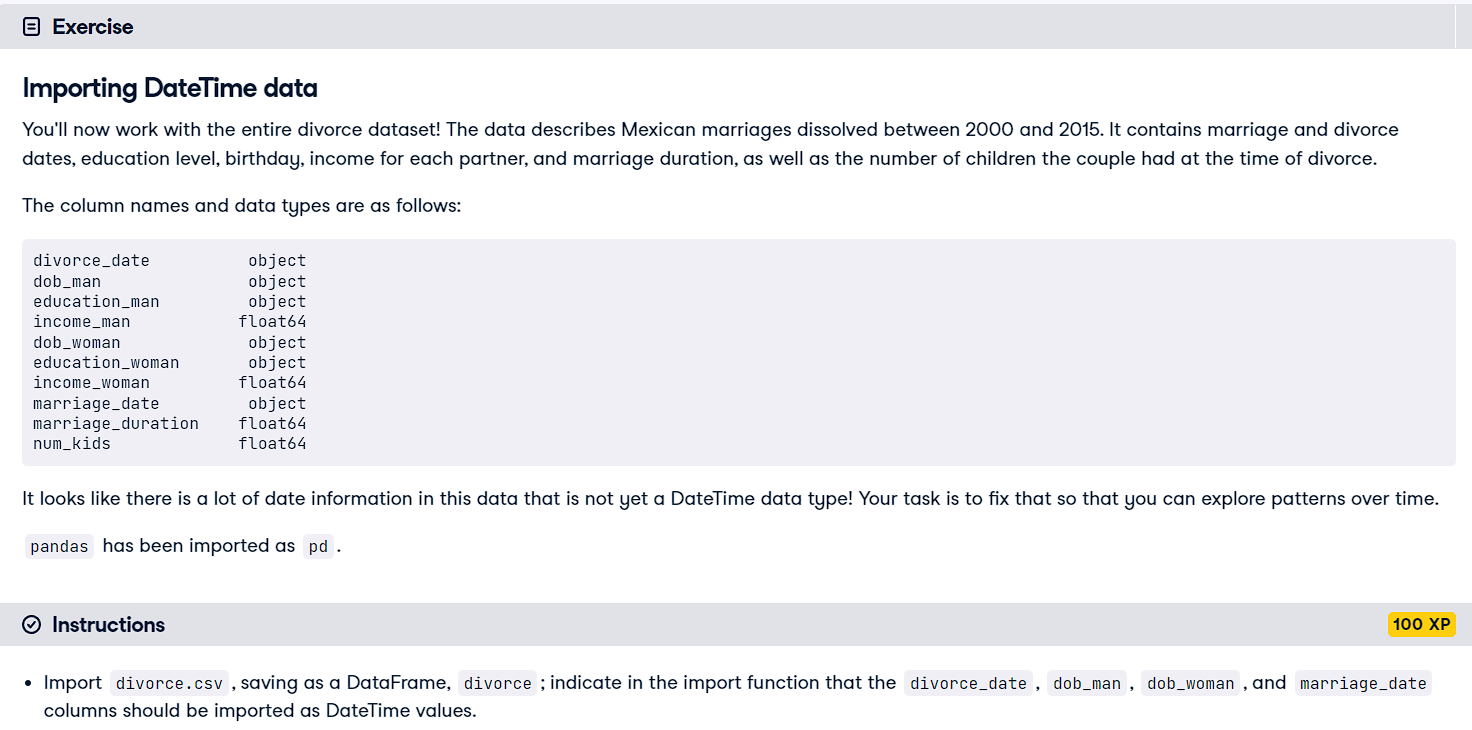 Exercise
Importing DateTime data
You'll now work with the entire divorce dataset! The data describes Mexican marriages dissolved between 2000 and 2015. It contains marriage and divorce
dates, education level, birthday, income for each partner, and marriage duration, as well as the number of children the couple had at the time of divorce.
The column names and data types are as follows:
divorce_date          object
dob_man               object
education_man         object
income_man           float64
dob_woman             object
education_woman       object
income_woman         float64
marriage_date         object
marriage_duration    float64
num_kids             float64
It looks like there is a lot of date information in this data that is not yet a DateTime data type! Your task is to fix that so that you can explore patterns over time.
pandas has been imported as pd.
Instructions 100 XP
• Import divorce.csv, saving as a DataFrame, divorce; indicate in the import function that the divorce_date, dob_man, dob_woman, and marriage_date
columns should be imported as DateTime values.